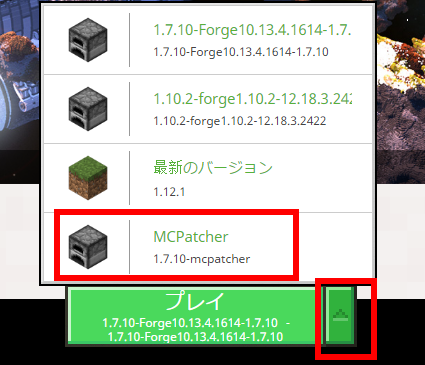 1.7.10-Forge10.13.4.1614-1.7.
1.7.10-Forge10.13.4.1614-1.7.10
1.10.2-forge1.10.2-12.18.3.242
1.10.2-forge1.10.2-12.18.3.2422
最新のバージョン
1.12.1
MCPatcher
1.7.10-mcpatcher
プレイ
1.7.10-Forge10.13.4.1614-1.7.10 -
1.7.10-Forge10.13.4.1614-1.7.10